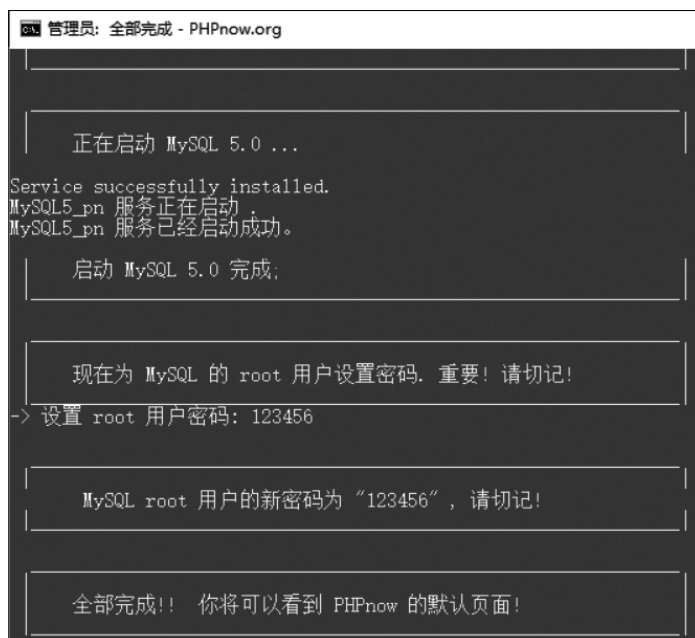 管理员: 全部完成 - PHPnow.org
正在启动 MySQL 5.0 ...
Service successfully installed.
MySQL5_pn 服务正在启动 .
MySQL5_pn 服务已经启动成功。
启动 MySQL 5.0 完成;
现在为 MySQL 的 root 用户设置密码. 重要! 请切记!
-> 设置 root 用户密码: 123456
MySQL root 用户的新密码为 "123456" , 请切记!
全部完成!! 你将可以看到 PHPnow 的默认页面!